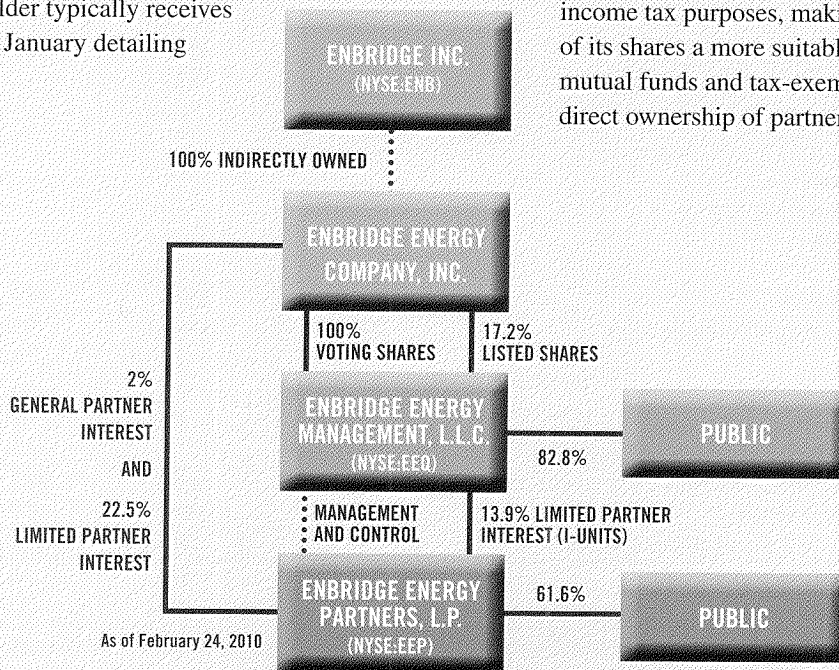 lder typically receives
January detailing
income tax purposes, maki
of its shares a more suitabl
mutual funds and tax-exem
direct ownership of partner
ENBRIDGE INC.
(NYSE:ENB)
100% INDIRECTLY OWNED
ENBRIDGE ENERGY
COMPANY, INC.
100%
VOTING SHARES
17.2%
LISTED SHARES
2%
GENERAL PARTNER
INTEREST
AND
22.5%
LIMITED PARTNER
INTEREST
ENBRIDGE ENERGY
MANAGEMENT, L.L.C.
(NYSE:EEQ)
82.8%
PUBLIC
MANAGEMENT
AND CONTROL
13.9% LIMITED PARTNER
INTEREST (I-UNITS)
ENBRIDGE ENERGY
PARTNERS, L.P.
(NYSE:EEP)
61.6%
PUBLIC
As of February 24, 2010